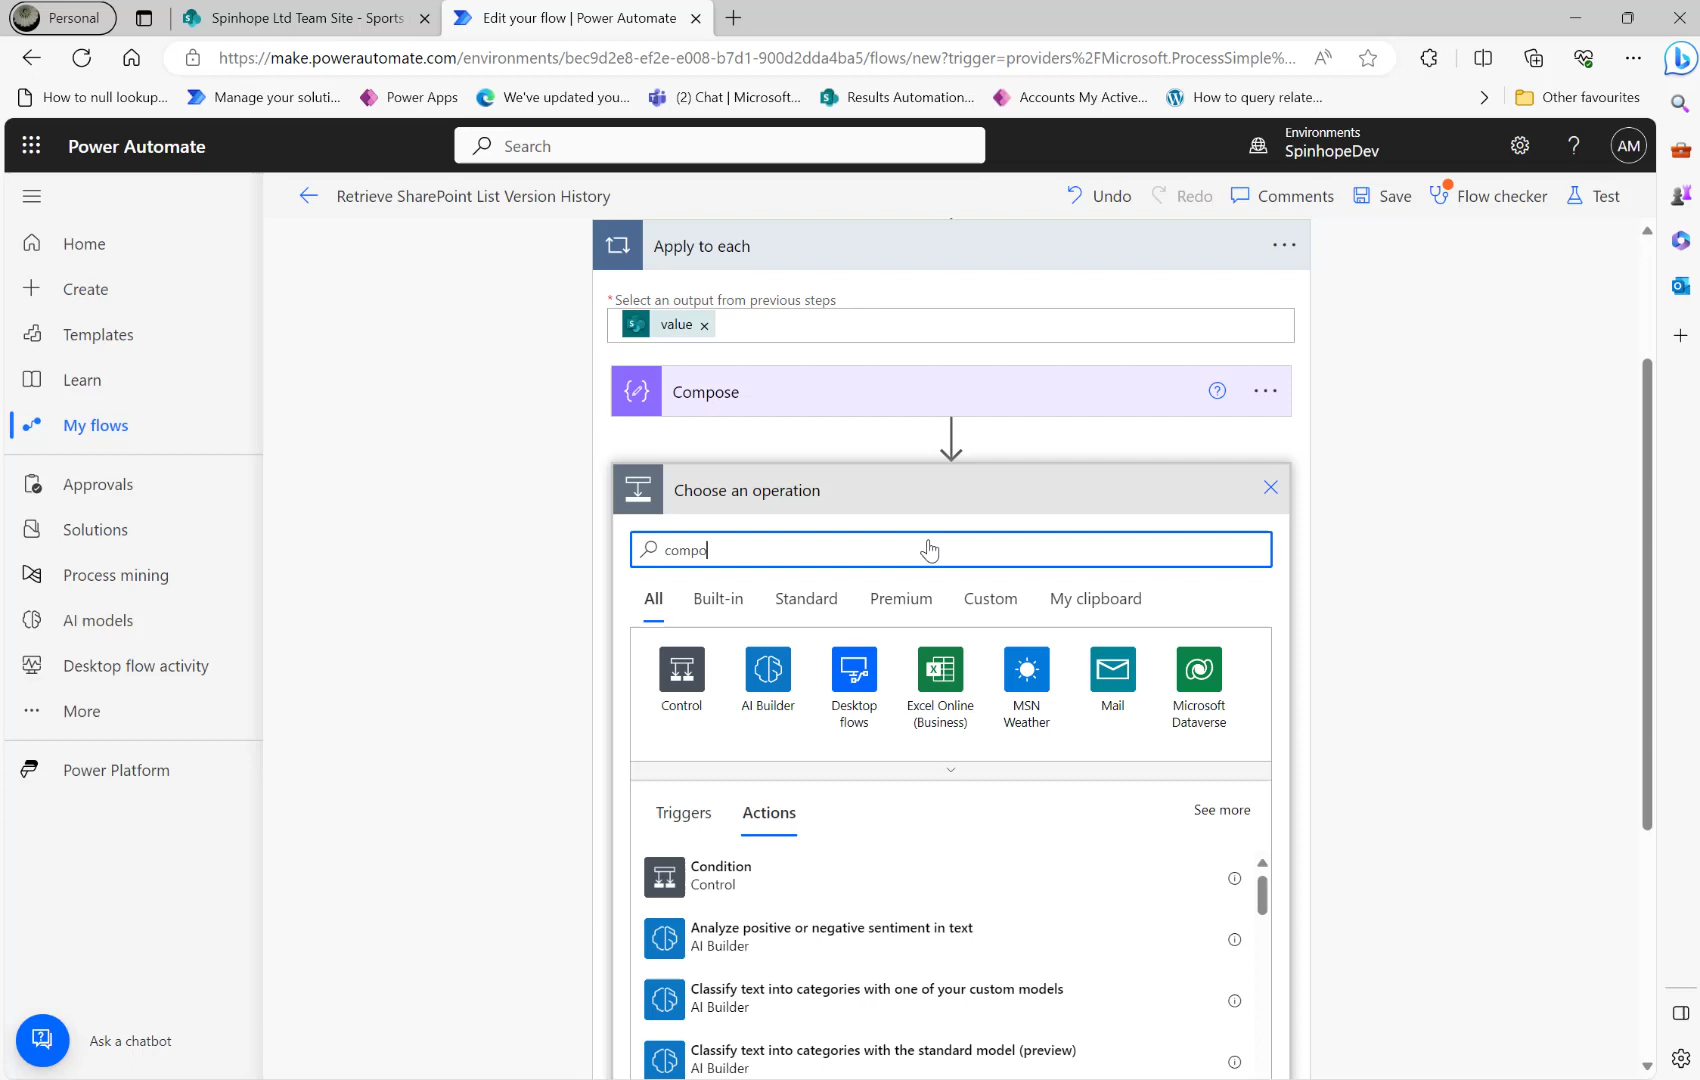 Personal
Spinhope Ltd Team Site - Sports
Edit your flow | Power Automate
https://make.powerautomate.com/environments/bec9d2e8-ef2e-e008-b7d1-900d2dda4ba5/flows/new?trigger=providers%2FMicrosoft.ProcessSimple%...
How to null lookup...
Manage your soluti...
Power Apps
We've updated you...
(2) Chat | Microsoft...
Results Automation...
Accounts My Active...
How to query relate...
Other favourites
Power Automate
Search
Environments
SpinhopeDev
AM
Retrieve SharePoint List Version History
Undo
Redo
Comments
Save
Flow checker
Test
Home
Create
Templates
Learn
My flows
Approvals
Solutions
Process mining
AI models
Desktop flow activity
More
Power Platform
Ask a chatbot
Apply to each
* Select an output from previous steps
value
Compose
Choose an operation
compo
All
Built-in
Standard
Premium
Custom
My clipboard
Control
AI Builder
Desktop
flows
Excel Online
(Business)
MSN
Weather
Mail
Microsoft
Dataverse
Triggers
Actions
See more
Condition
Control
Analyze positive or negative sentiment in text
AI Builder
Classify text into categories with one of your custom models
AI Builder
Classify text into categories with the standard model (preview)
AI Builder